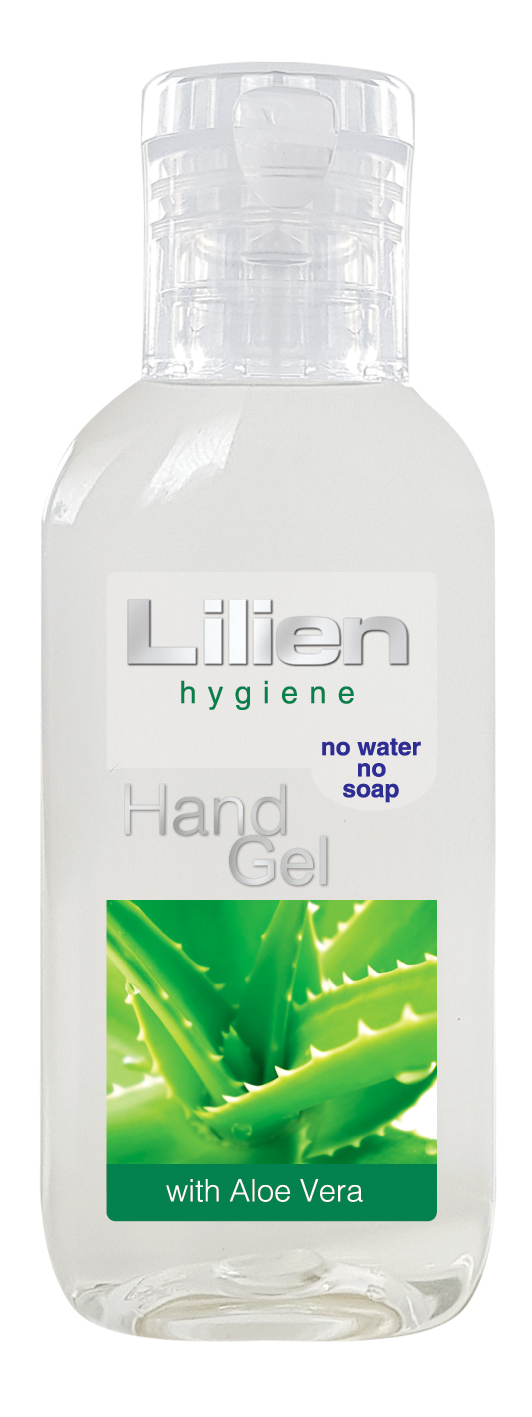 Lilien
hygiene
no water
no
soap
Hand
Gel
with Aloe Vera